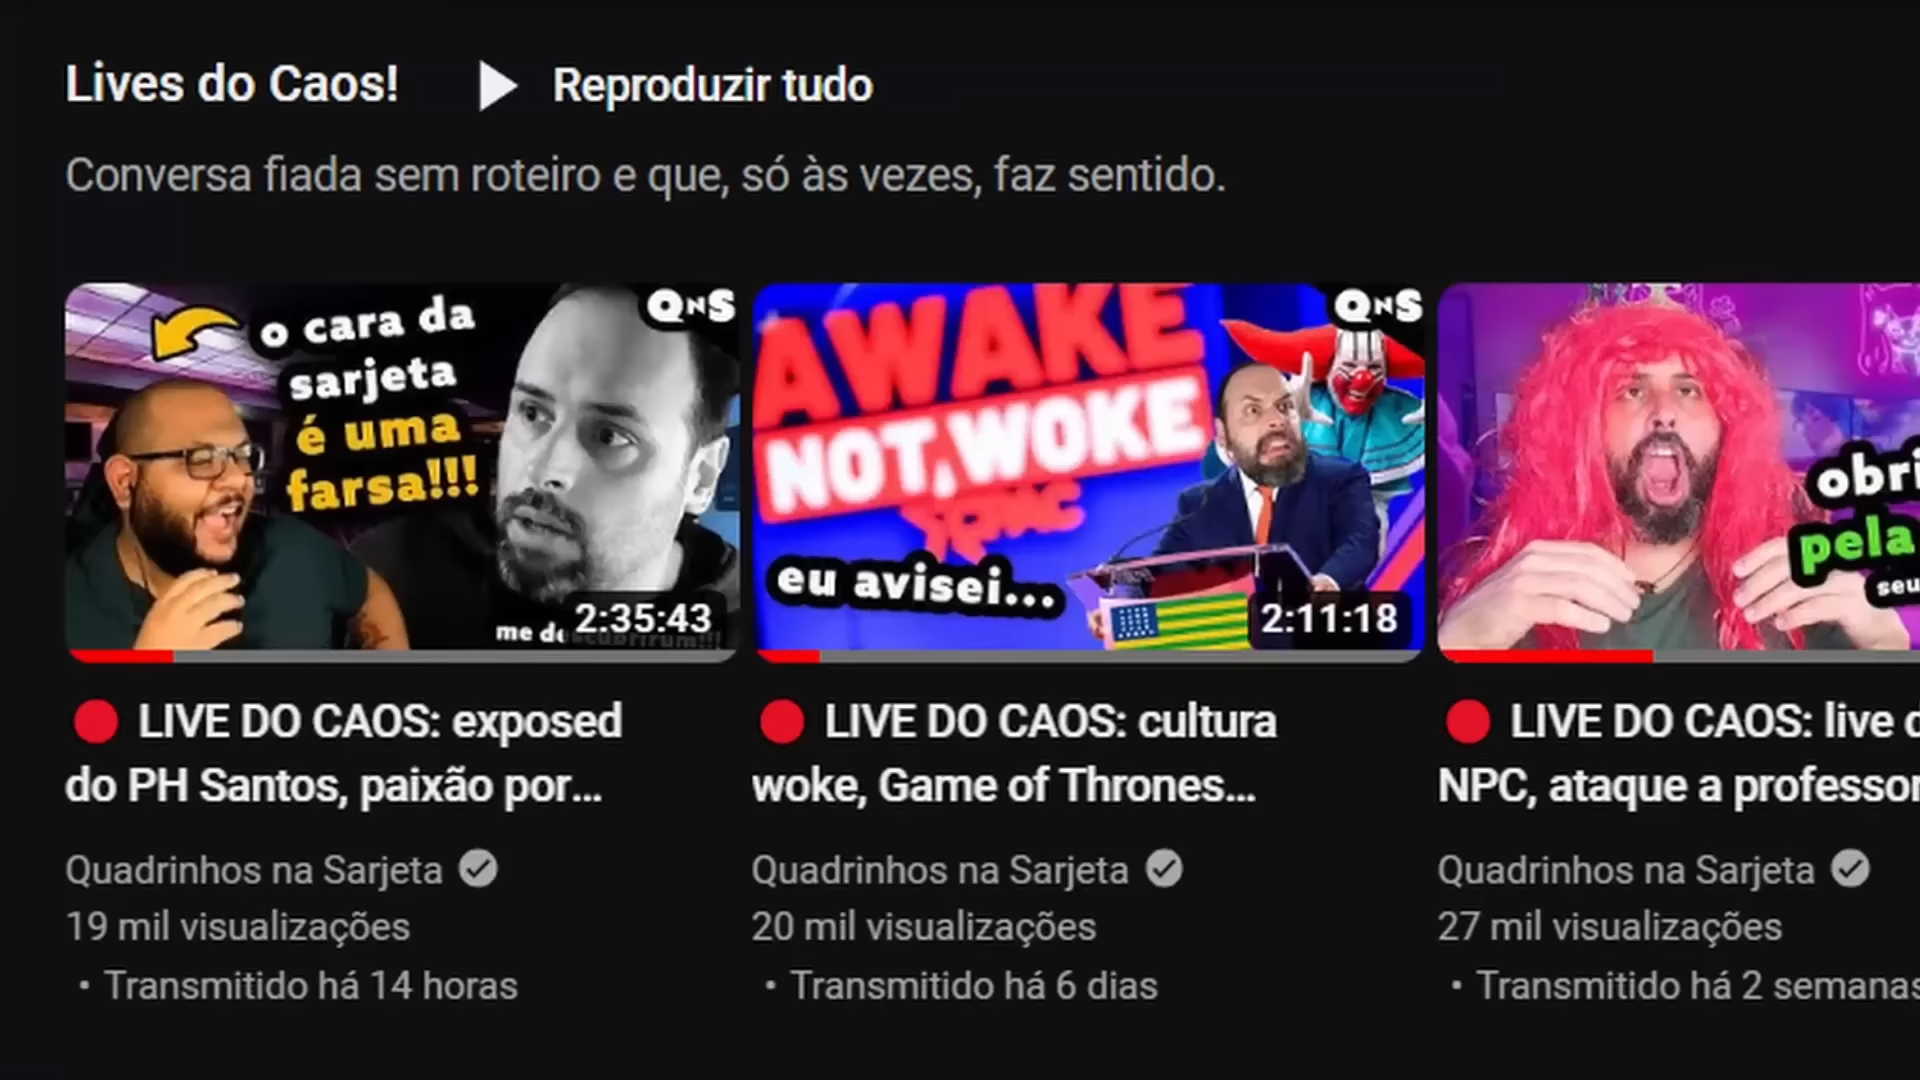 Lives do Caos!
Reproduzir tudo
Conversa fiada sem roteiro e que, só às vezes, faz sentido.
o cara da
sarjeta
é uma
farsa!!!
QNS
me descubrirum!!!
2:35:43
AWAKE
NOT, WOKE
eu avisei...
QNS
2:11:18
obri
pela
seu
LIVE DO CAOS: exposed
do PH Santos, paixão por...
Quadrinhos na Sarjeta
19 mil visualizações
• Transmitido há 14 horas
LIVE DO CAOS: cultura
woke, Game of Thrones...
Quadrinhos na Sarjeta
20 mil visualizações
• Transmitido há 6 dias
LIVE DO CAOS: live d
NPC, ataque a professor
Quadrinhos na Sarjeta
27 mil visualizações
• Transmitido há 2 semanas